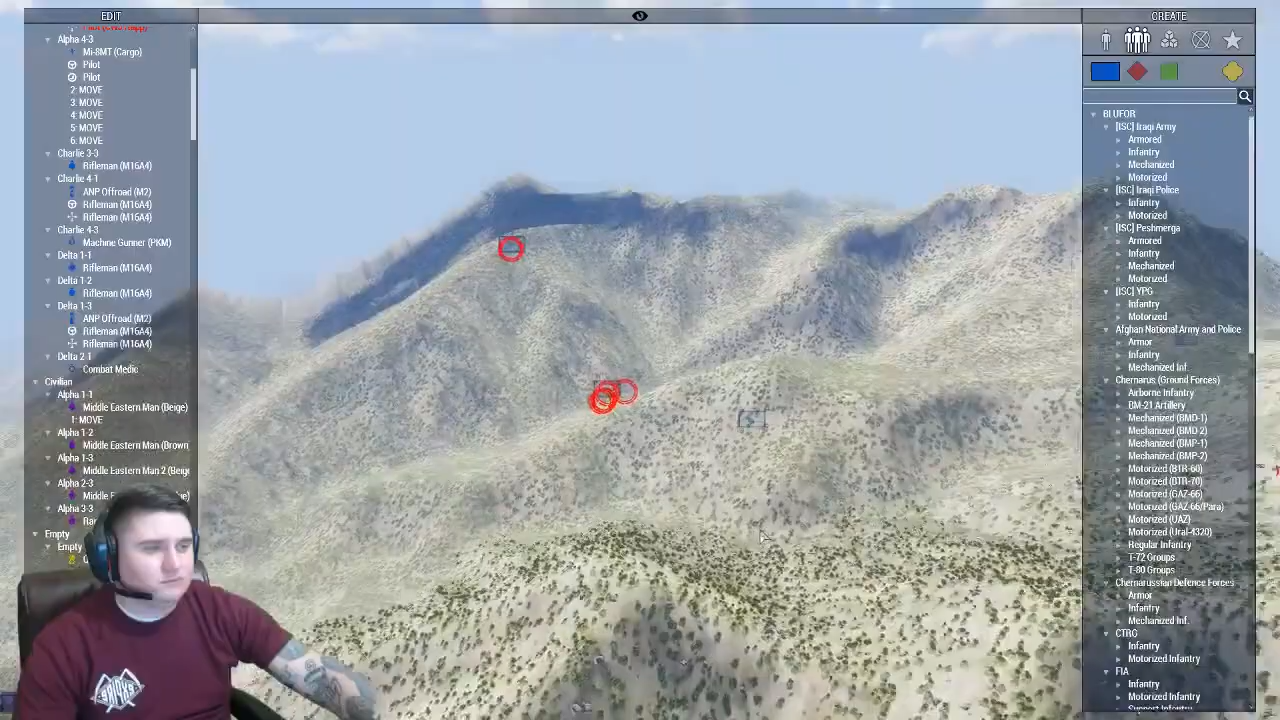 EDIT
Alpha 4-3
Mi-8MT (Cargo)
Pilot
Pilot
2: MOVE
3: MOVE
4: MOVE
5: MOVE
6: MOVE
Charlie 3-3
Rifleman (M16A4)
Charlie 4-1
ANP Offroad (M2)
Rifleman (M16A4)
Rifleman (M16A4)
Charlie 4-3
Machine Gunner (PKM)
Delta 1-1
Rifleman (M16A4)
Delta 1-2
Rifleman (M16A4)
Delta 1-3
ANP Offroad (M2)
Rifleman (M16A4)
Rifleman (M16A4)
Delta 2-1
Combat Medic
Civilian
Alpha 1-1
Middle Eastern Man (Beige)
1: MOVE
Alpha 1-2
Middle Eastern Man (Brown
Alpha 1-3
Middle Eastern Man 2 (Beig
Alpha 2-3
Alpha 3-3
Empty
Empty
CREATE
BLUFOR
[ISC] Iraqi Army
Armored
Infantry
Mechanized
Motorized
[ISC] Iraqi Police
Infantry
Motorized
[ISC] Peshmerga
Armored
Infantry
Mechanized
Motorized
[ISC] YPG
Infantry
Motorized
Afghan National Army and Police
Armor
Infantry
Mechanized Inf.
Chernarus (Ground Forces)
Airborne Infantry
BM-21 Artillery
Mechanized (BMD-1)
Mechanized (BMD-2)
Mechanized (BMP-1)
Mechanized (BMP-2)
Motorized (BTR-60)
Motorized (BTR-70)
Motorized (GAZ-66)
Motorized (GAZ-66/Para)
Motorized (UAZ)
Motorized (Ural-4320)
Regular Infantry
T-72 Groups
T-80 Groups
Chernarussian Defence Forces
Armor
Infantry
Mechanized Inf.
CTRG
Infantry
Motorized Infantry
FIA
Infantry
Motorized Infantry
Support Infantry